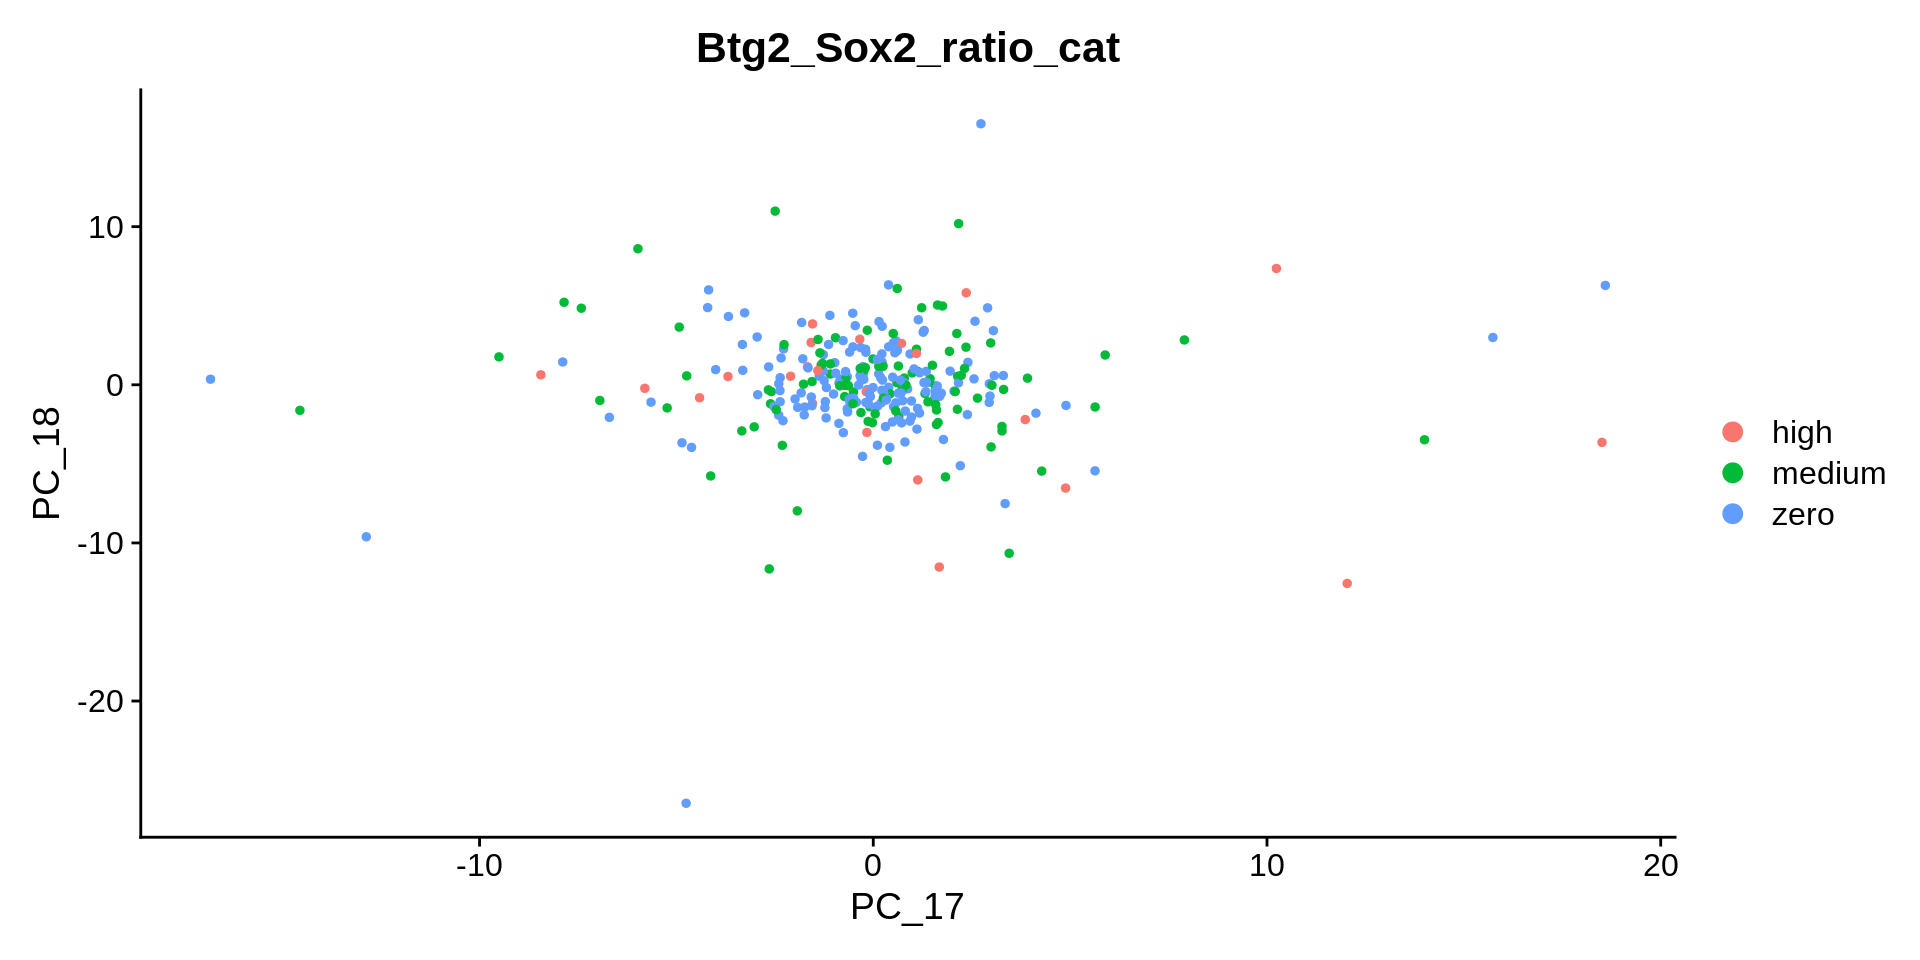 Btg2_Sox2_ratio_cat
10
0
-10
-20
PC_18
-10
0
10
20
PC_17
high
medium
zero